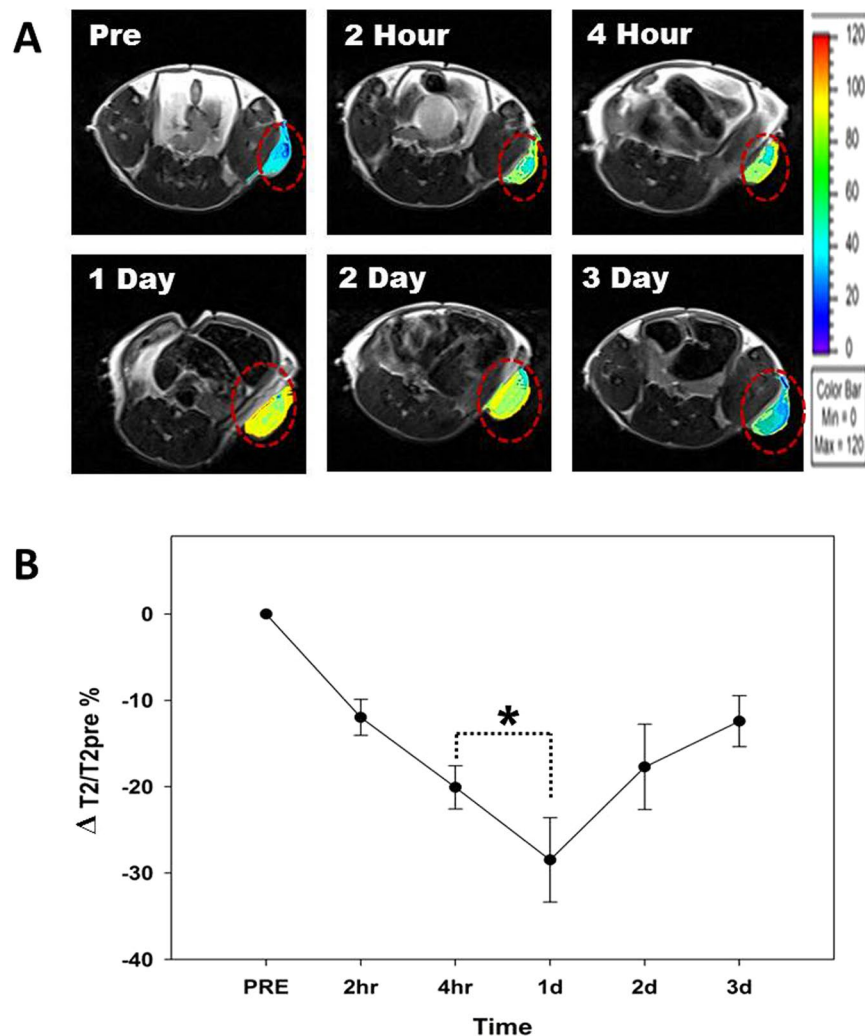 A
Pre
2 Hour
4 Hour
1 Day
2 Day
3 Day
120
100
80
60
40
20
0
Color Bar
Min = 0
Max = 120
B
Δ T2/T2pre %
0
-10
-20
-30
-40
*
PRE
2hr
4hr
1d
2d
3d
Time